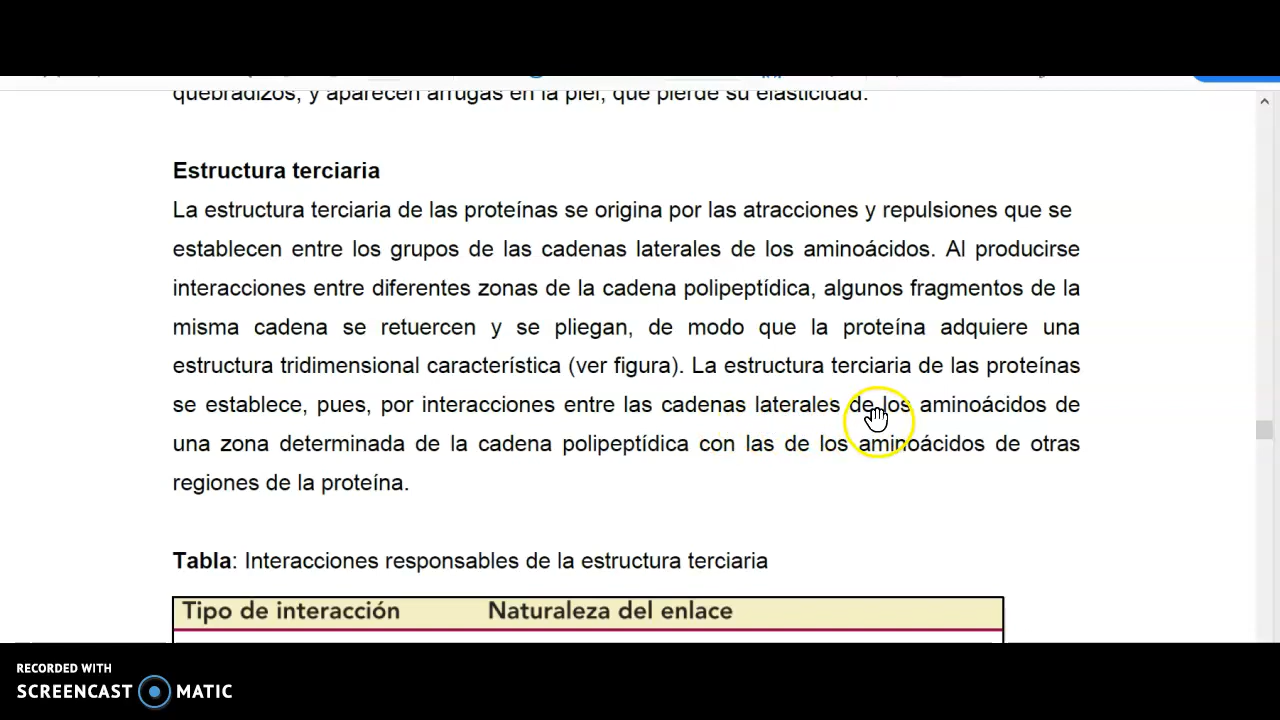 quebradizos, y aparecen arrugas en la piel, que pierde su elasticidad.
Estructura terciaria
La estructura terciaria de las proteínas se origina por las atracciones y repulsiones que se
establecen entre los grupos de las cadenas laterales de los aminoácidos. Al producirse
interacciones entre diferentes zonas de la cadena polipeptídica, algunos fragmentos de la
misma cadena se retuercen y se pliegan, de modo que la proteína adquiere una
estructura tridimensional característica (ver figura). La estructura terciaria de las proteínas
se establece, pues, por interacciones entre las cadenas laterales de los aminoácidos de
una zona determinada de la cadena polipeptídica con las de los aminoácidos de otras
regiones de la proteína.
Tabla: Interacciones responsables de la estructura terciaria
Tipo de interacción Naturaleza del enlace
RECORDED WITH
SCREENCAST MATIC